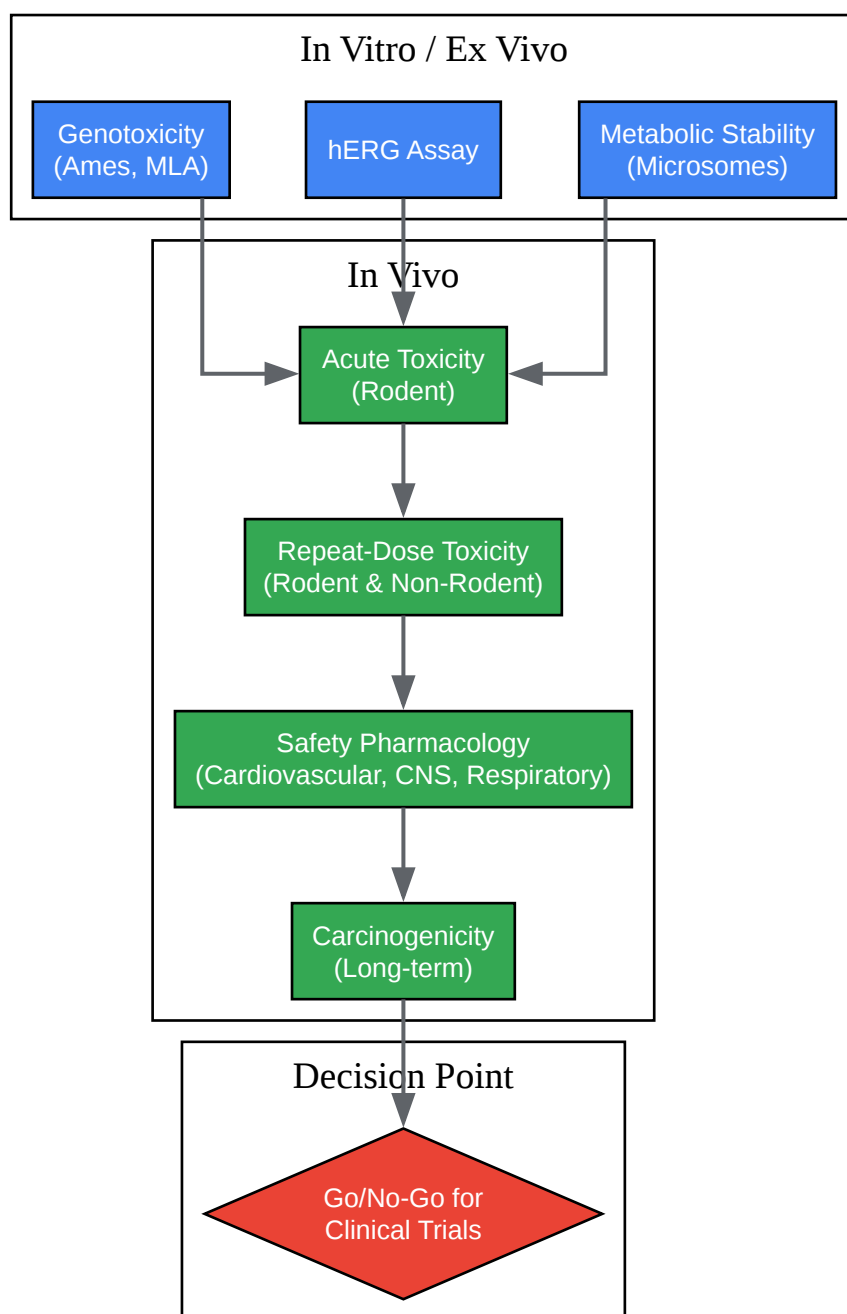 In Vitro / Ex Vivo
Genotoxicity
(Ames, MLA)
hERG Assay
Metabolic Stability
(Microsomes)
In Vivo
Acute Toxicity
(Rodent)
Repeat-Dose Toxicity
(Rodent & Non-Rodent)
Safety Pharmacology
(Cardiovascular, CNS, Respiratory)
Carcinogenicity
(Long-term)
Decision Point
Go/No-Go for
Clinical Trials